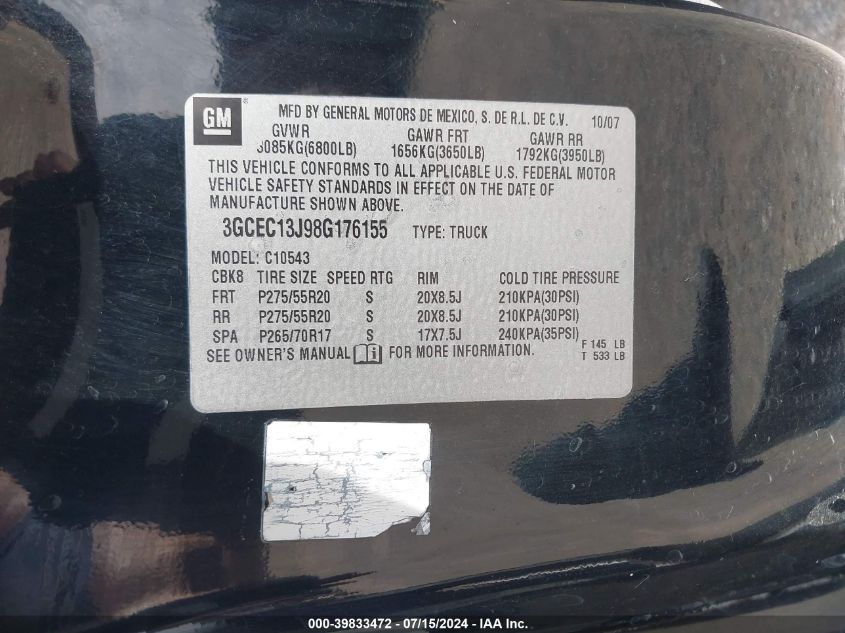 GM
MFD BY GENERAL MOTORS DE MEXICO, S. DE R.L. DE C.V. 10/07
GVWR GAWR FRT GAWR RR
3085KG(6800LB) 1656KG(3650LB) 1792KG(3950LB)
THIS VEHICLE CONFORMS TO ALL APPLICABLE U.S. FEDERAL MOTOR
VEHICLE SAFETY STANDARDS IN EFFECT ON THE DATE OF
MANUFACTURE SHOWN ABOVE.
3GCEC13J98G176155 TYPE: TRUCK
MODEL: C10543
CBK8 TIRE SIZE SPEED RTG RIM COLD TIRE PRESSURE
FRT P275/55R20 S 20X8.5J 210KPA(30PSI)
RR P275/55R20 S 20X8.5J 210KPA(30PSI)
SPA P265/70R17 S 17X7.5J 240KPA(35PSI)
SEE OWNER'S MANUAL FOR MORE INFORMATION.
F 145 LB
T 533 LB
000-39833472 - 07/15/2024 - IAAI Inc.